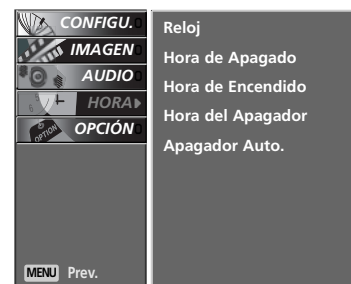 CONFIGU.
IMAGEN
AUDIO
HORA
OPCIÓN
OPTION
MENU Prev.
Reloj
Hora de Apagado
Hora de Encendido
Hora del Apagador
Apagador Auto.